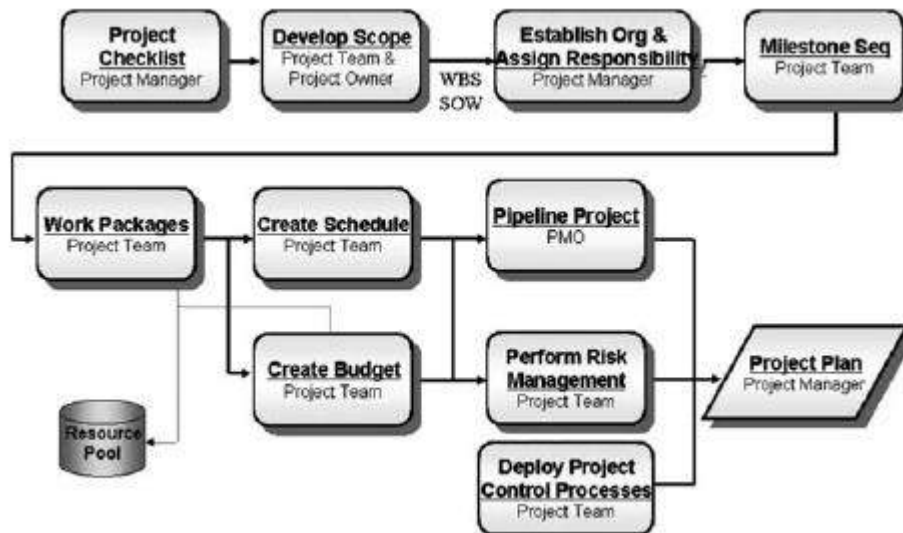 Project
Checklist
Project Manager
Develop Scope
Project Team &
Project Owner
WBS
SOW
Establish Org &
Assign Responsibility
Project Manager
Milestone Seq
Project Team
Work Packages
Project Team
Create Schedule
Project Team
Pipeline Project
PMO
Create Budget
Project Team
Perform Risk
Management
Project Team
Project Plan
Project Manager
Resource
Pool
Deploy Project
Control Processes
Project Team